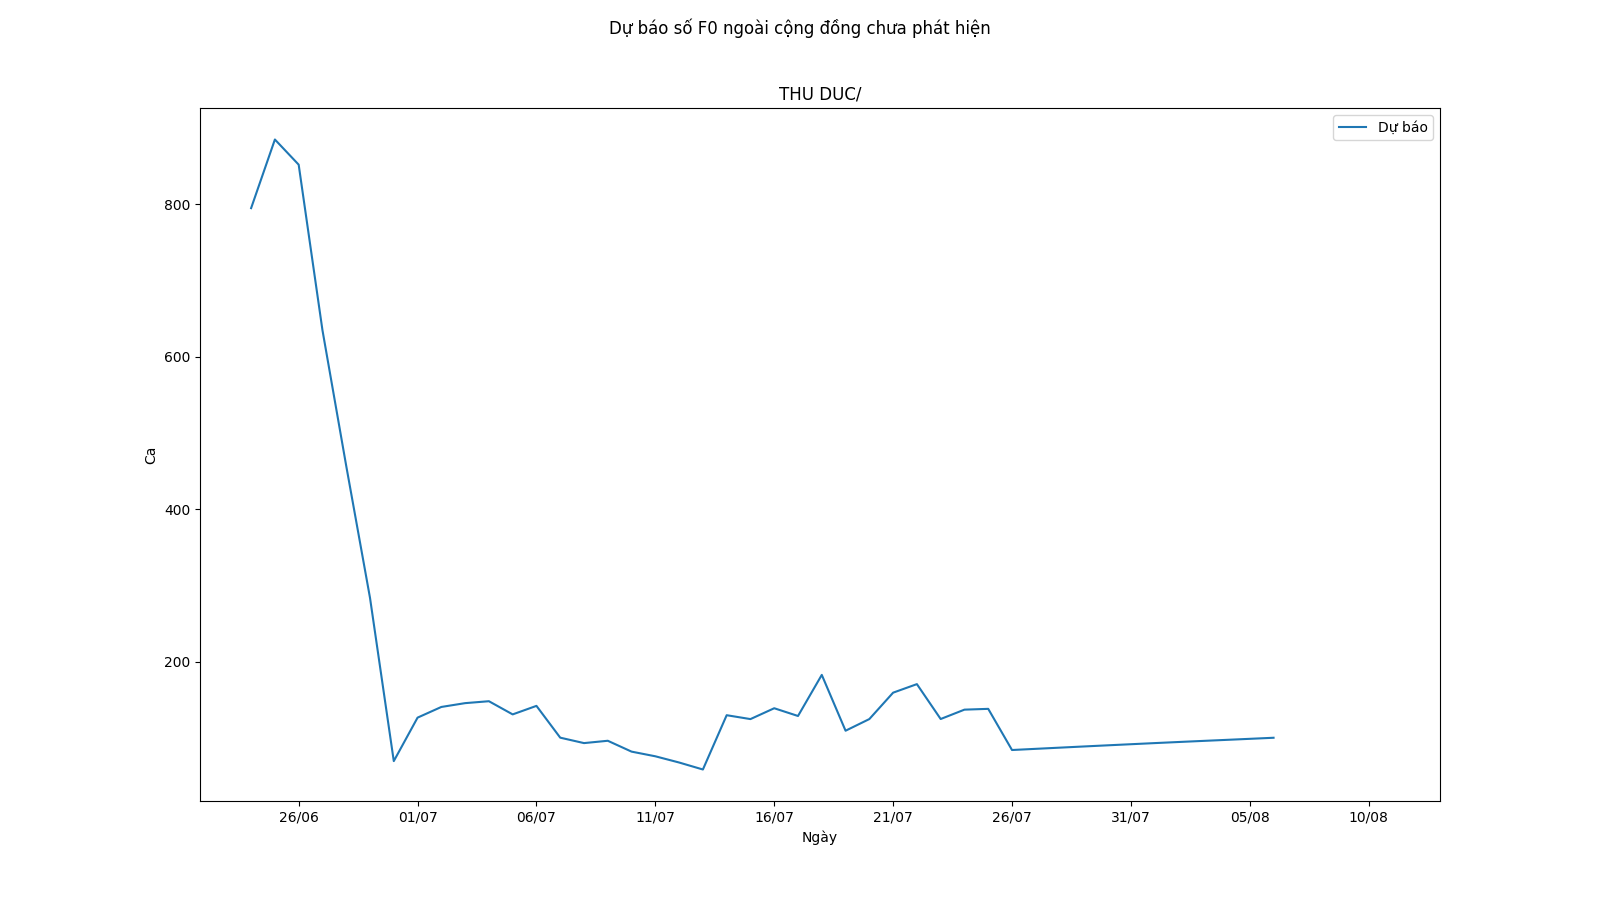 Dự báo số F0 ngoài cộng đồng chưa phát hiện
THU DUC/
Dự báo
800
600
400
200
Ca
26/06 01/07 06/07 11/07 16/07 21/07 26/07 31/07 05/08 10/08
Ngày